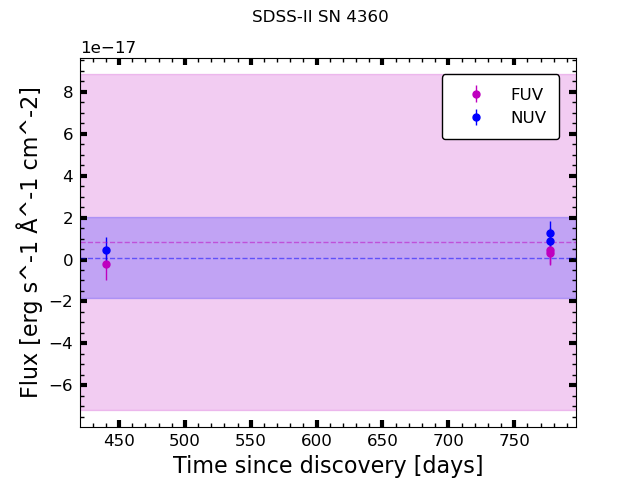 SDSS-II SN 4360
1e−17
8
6
4
2
0
−2
−4
−6
Flux [erg s^-1 Å^-1 cm^-2]
FUV
NUV
450 500 550 600 650 700 750
Time since discovery [days]